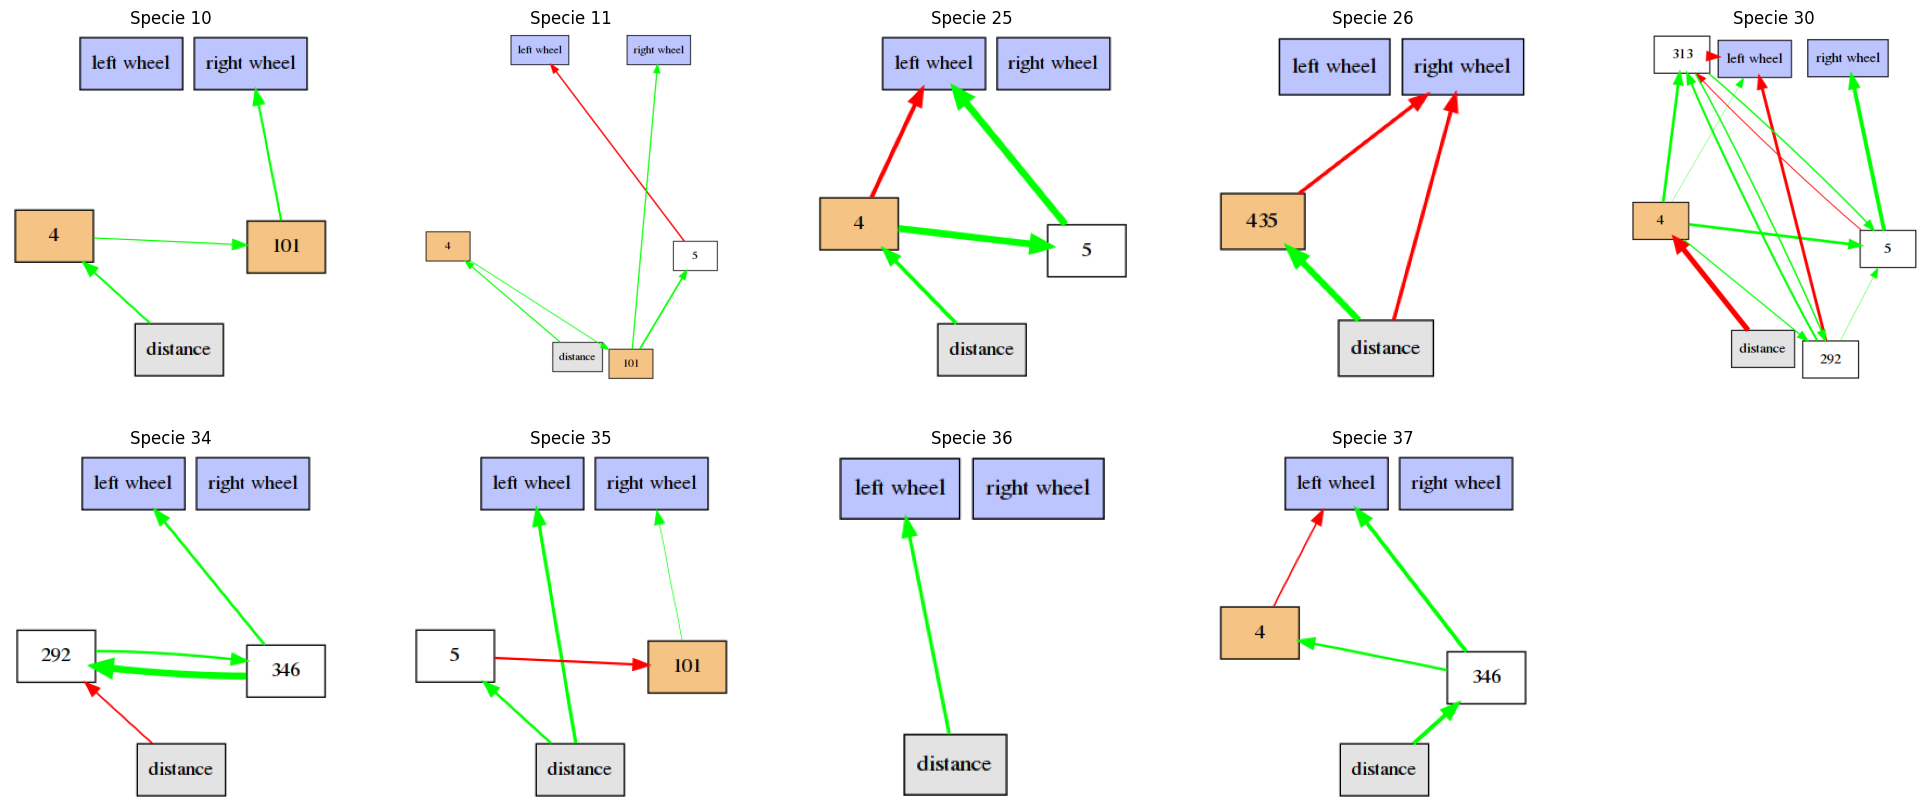 Specie 10
left wheel
right wheel
4
101
distance
Specie 11
left wheel
right wheel
4
5
distance
101
Specie 25
left wheel
right wheel
4
5
distance
Specie 26
left wheel
right wheel
435
distance
Specie 30
313
left wheel
right wheel
4
5
distance
292
Specie 34
left wheel
right wheel
292
346
distance
Specie 35
left wheel
right wheel
5
101
distance
Specie 36
left wheel
right wheel
distance
Specie 37
left wheel
right wheel
4
346
distance